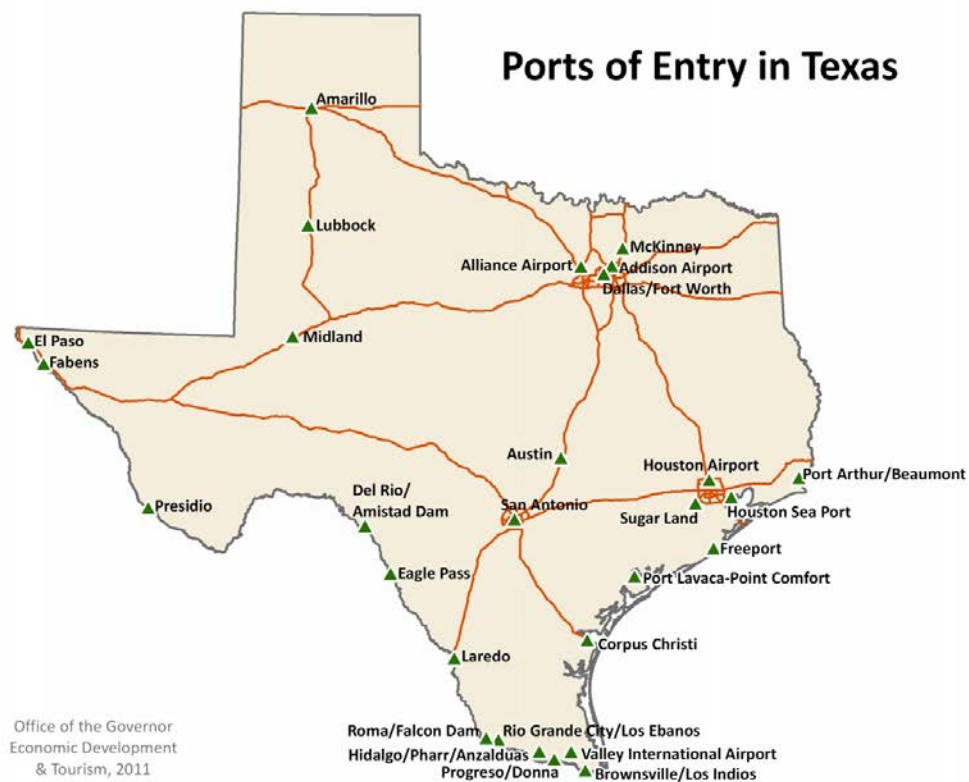 Ports of Entry in Texas
Amarillo
Lubbock
McKinney
Alliance Airport
Addison Airport
Dallas/Fort Worth
Midland
El Paso
Fabens
Austin
Houston Airport
Port Arthur/Beaumont
Presidio
Del Rio/
Amistad Dam
San Antonio
Sugar Land
Houston Sea Port
Freeport
Eagle Pass
Port Lavaca-Point Comfort
Corpus Christi
Laredo
Roma/Falcon Dam
Rio Grande City/Los Ebanos
Hidalgo/Pharr/Anzalduas
Valley International Airport
Progreso/Donna
Brownsville/Los Indios
Office of the Governor
Economic Development
& Tourism, 2011